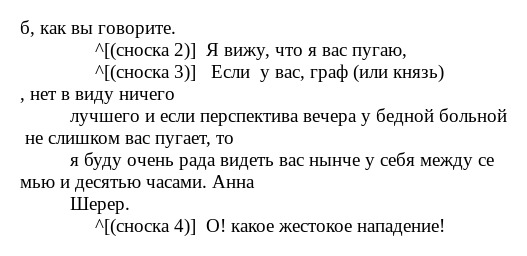 б, как вы говорите.
^[(сноска 2)] Я вижу, что я вас пугаю,
^[(сноска 3)] Если у вас, граф (или князь)
, нет в виду ничего
лучшего и если перспектива вечера у бедной больной
не слишком вас пугает, то
я буду очень рада видеть вас нынче у себя между се
мью и десятью часами. Анна
Шерер.
^[(сноска 4)] О! какое жестокое нападение!